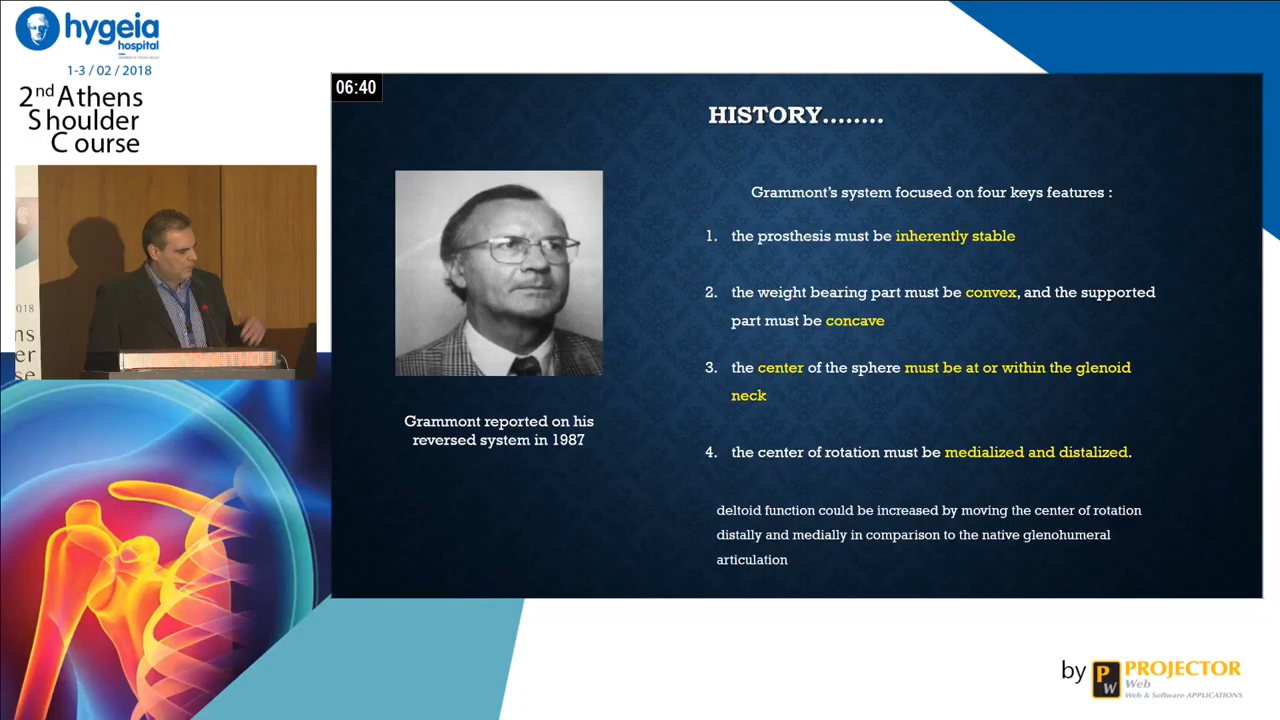 hygeia
hospital
1-3 / 02 / 2018
2nd Athens
Shoulder
Course
06:40
HISTORY........
Grammont's system focused on four keys features :
1. the prosthesis must be inherently stable
2. the weight bearing part must be convex, and the supported
part must be concave
3. the center of the sphere must be at or within the glenoid
neck
4. the center of rotation must be medialized and distalized.
deltoid function could be increased by moving the center of rotation
distally and medially in comparison to the native glenohumeral
articulation
Grammont reported on his
reversed system in 1987
018
ns
er
se
by PW PROJECTOR
Web
Web & Software APPLICATIONS